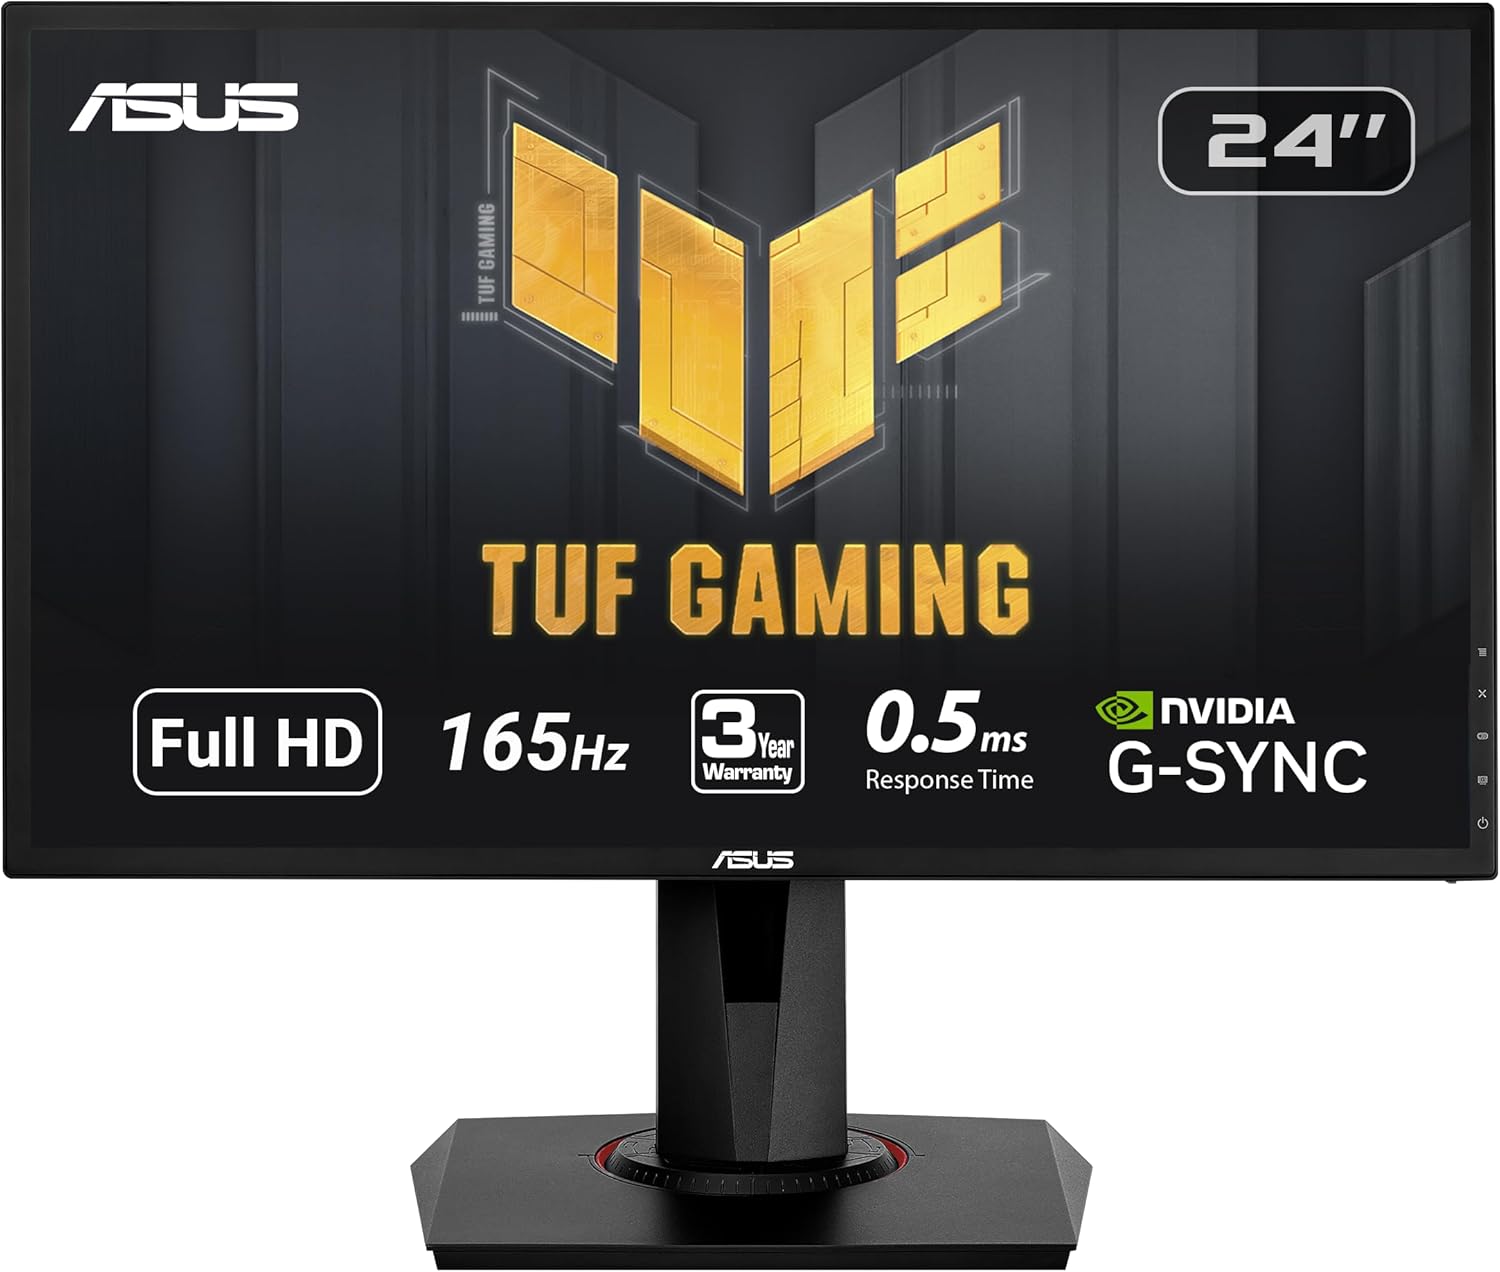 ASUS
24"
TUF GAMING
TUF GAMING
Full HD
165Hz
3 Year
Warranty
0.5ms
Response Time
NVIDIA
G-SYNC
ASUS